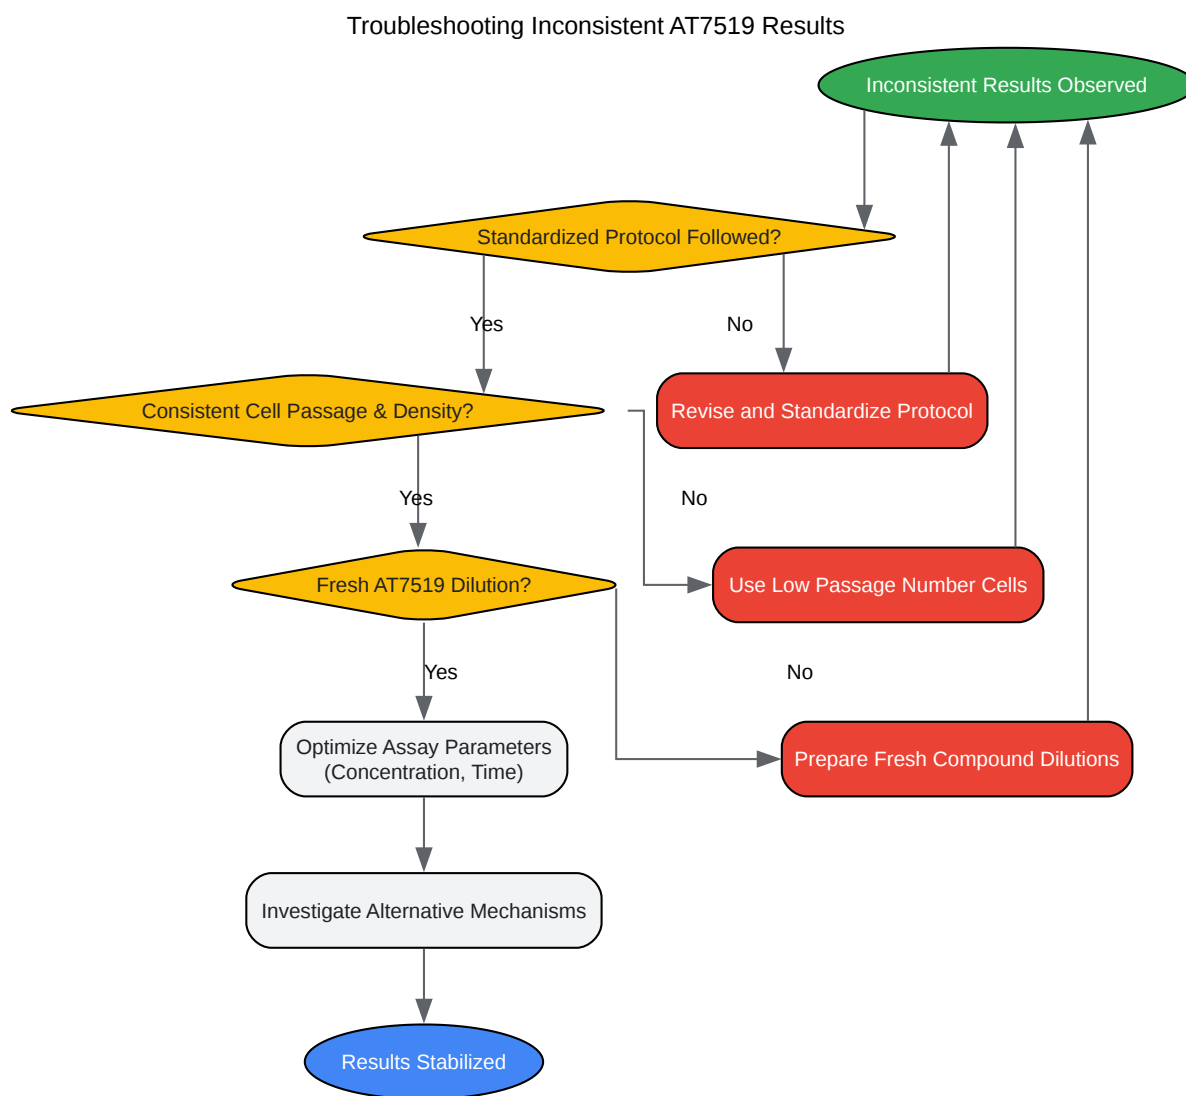 Troubleshooting Inconsistent AT7519 Results
Inconsistent Results Observed
Standardized Protocol Followed?
Yes
No
Consistent Cell Passage & Density?
Revise and Standardize Protocol
Yes
No
Fresh AT7519 Dilution?
Use Low Passage Number Cells
Yes
No
Optimize Assay Parameters
(Concentration, Time)
Prepare Fresh Compound Dilutions
Investigate Alternative Mechanisms
Results Stabilized